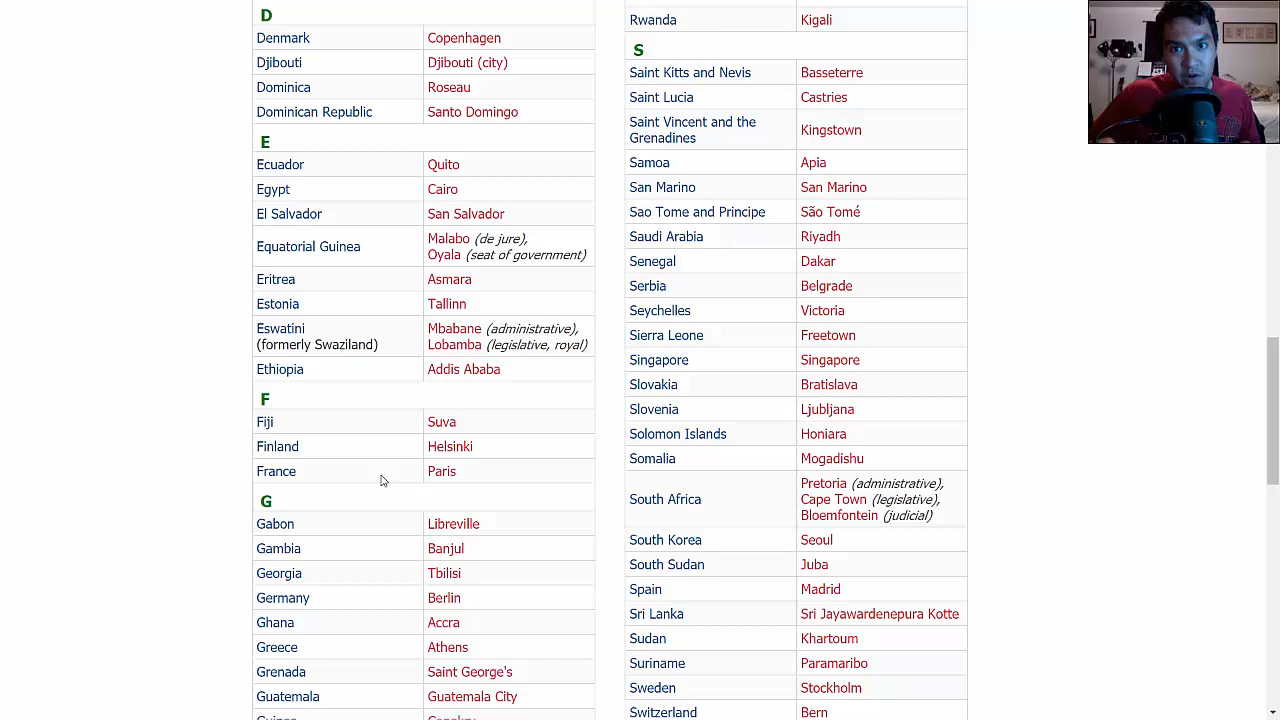 D
Denmark Copenhagen
Djibouti Djibouti (city)
Dominica Roseau
Dominican Republic Santo Domingo
E
Ecuador Quito
Egypt Cairo
El Salvador San Salvador
Equatorial Guinea Malabo (de jure),
Oyala (seat of government)
Eritrea Asmara
Estonia Tallinn
Eswatini Mbabane (administrative),
(formerly Swaziland) Lobamba (legislative, royal)
Ethiopia Addis Ababa
F
Fiji Suva
Finland Helsinki
France Paris
G
Gabon Libreville
Gambia Banjul
Georgia Tbilisi
Germany Berlin
Ghana Accra
Greece Athens
Grenada Saint George's
Guatemala Guatemala City
Rwanda Kigali
S
Saint Kitts and Nevis Basseterre
Saint Lucia Castries
Saint Vincent and the
Grenadines Kingstown
Samoa Apia
San Marino San Marino
Sao Tome and Principe São Tomé
Saudi Arabia Riyadh
Senegal Dakar
Serbia Belgrade
Seychelles Victoria
Sierra Leone Freetown
Singapore Singapore
Slovakia Bratislava
Slovenia Ljubljana
Solomon Islands Honiara
Somalia Mogadishu
South Africa Pretoria (administrative),
Cape Town (legislative),
Bloemfontein (judicial)
South Korea Seoul
South Sudan Juba
Spain Madrid
Sri Lanka Sri Jayawardenepura Kotte
Sudan Khartoum
Suriname Paramaribo
Sweden Stockholm
Switzerland Bern